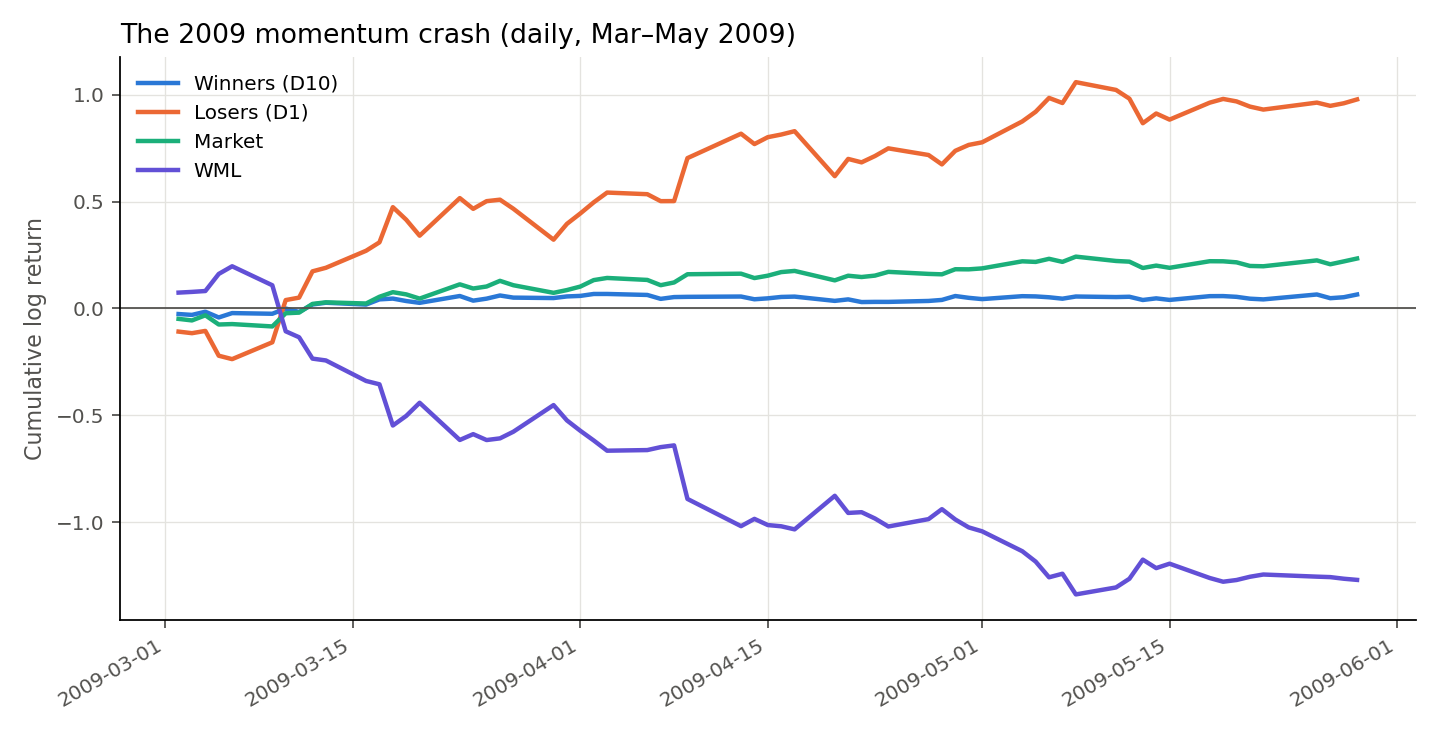 The 2009 momentum crash (daily, Mar–May 2009)
Winners (D10)
Losers (D1)
Market
WML
Cumulative log return
1.0
0.5
0.0
−0.5
−1.0
2009-03-01
2009-03-15
2009-04-01
2009-04-15
2009-05-01
2009-05-15
2009-06-01